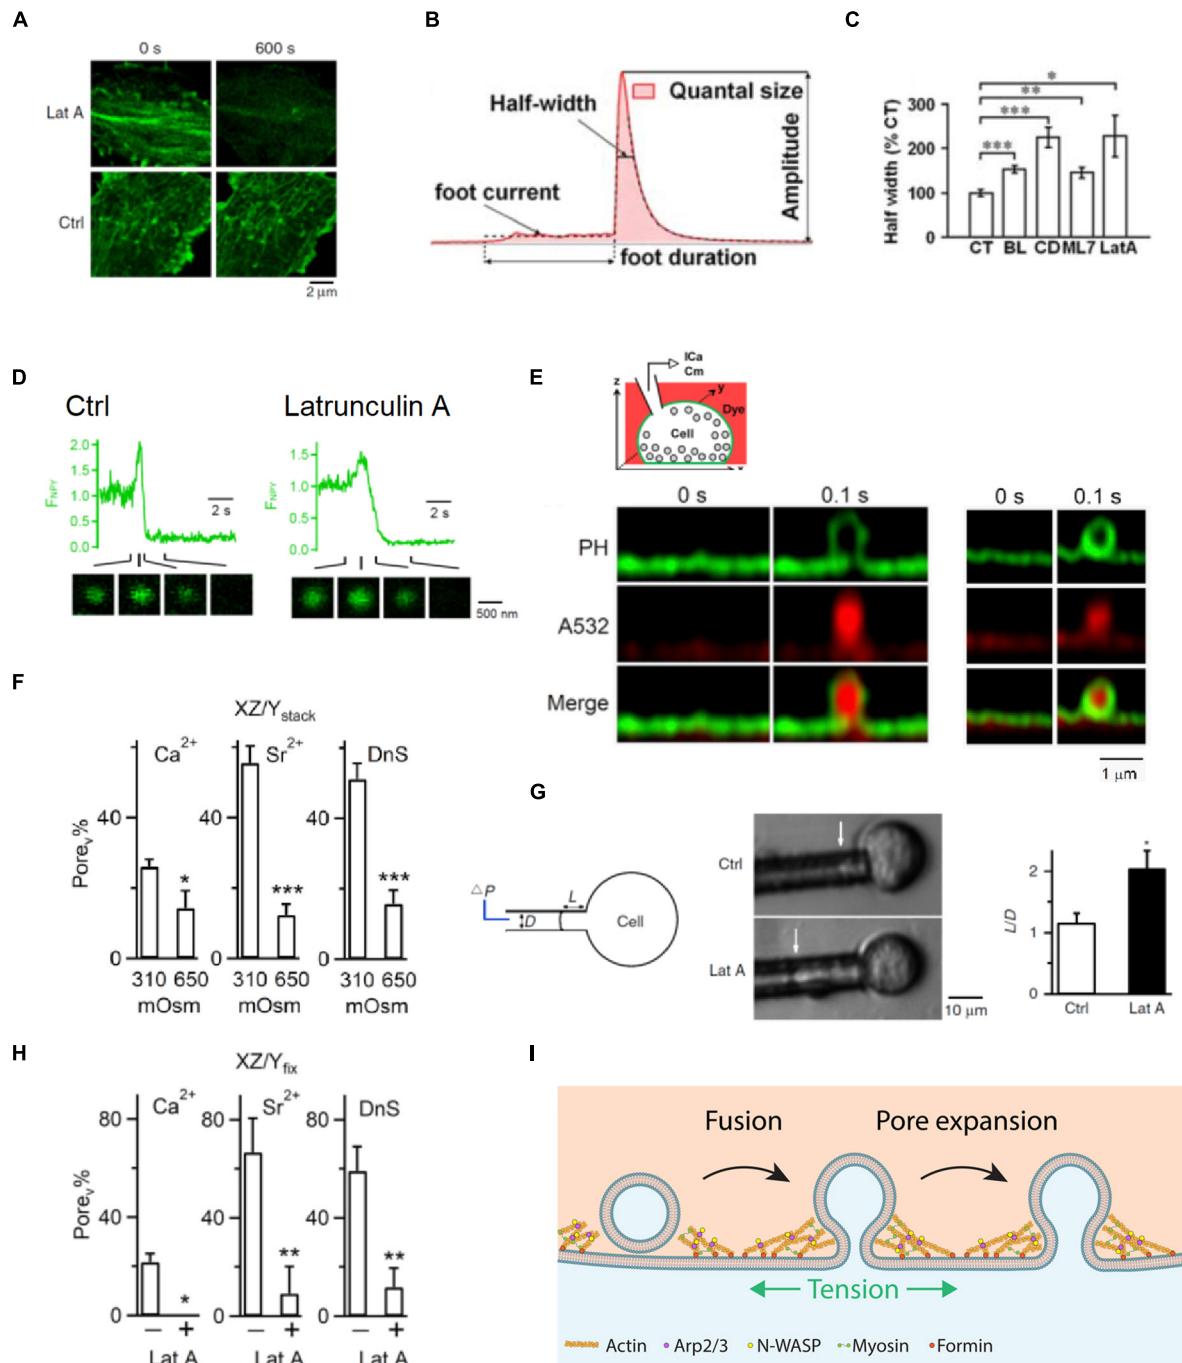 A
0 s 600 s
Lat A
Ctrl
2 μm
B
Half-width
Quantal size
foot current
Amplitude
foot duration
C
Half width (% CT)
300
200
100
0
* ** *** ***
CT BL CD ML7 LatA
D
Ctrl Latrunculin A
F_NPY
2.0
1.5
1.0
0.5
0.0
2 s
F_NPY
2.0
1.5
1.0
0.5
0.0
2 s
500 nm
E
ICa
Cm
z
y
Dye
Cell
0 s 0.1 s 0 s 0.1 s
PH
A532
Merge
1 μm
F
XZ/Y_stack
Ca²⁺ Sr²⁺ DnS
Pore_v%
40 40 40
* *** ***
0 0 0
310 650 310 650 310 650
mOsm mOsm mOsm
G
△P
L
D
Cell
Ctrl
Lat A
10 μm
L/D
2
1
0
*
Ctrl Lat A
H
XZ/Y_fix
Ca²⁺ Sr²⁺ DnS
Pore_v%
80 80 80
40 40 40
* ** **
0 0 0
− + − + − +
Lat A Lat A Lat A
I
Fusion Pore expansion
Tension
Actin Arp2/3 N-WASP Myosin Formin